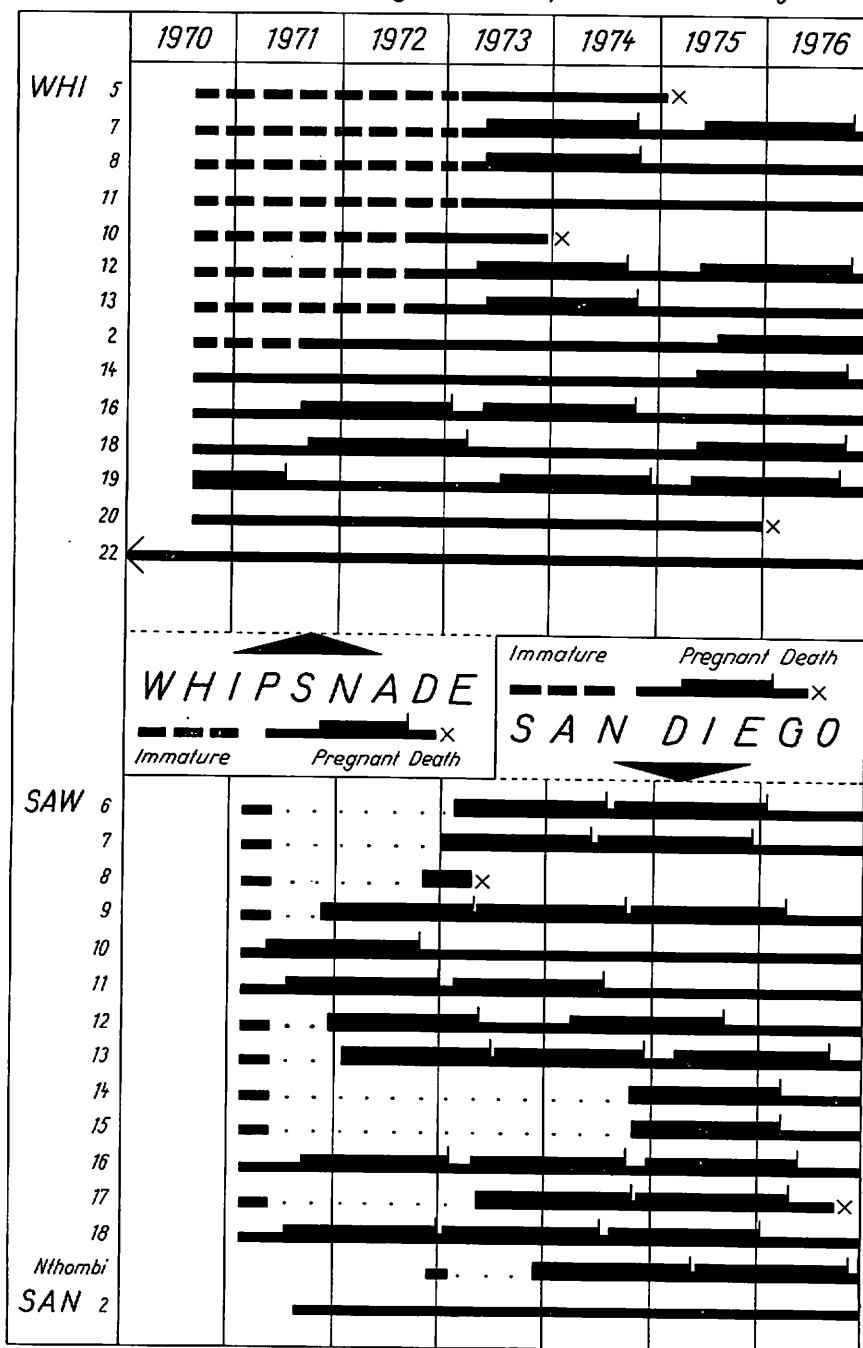 1970 1971 1972 1973 1974 1975 1976
WHI 5
7
8
11
10
12
13
2
14
16
18
19
20
22
WHIPSNADE
Immature Pregnant Death
Immature Pregnant Death
SAN DIEGO
SAW 6
7
8
9
10
11
12
13
14
15
16
17
18
Nthombi
SAN 2